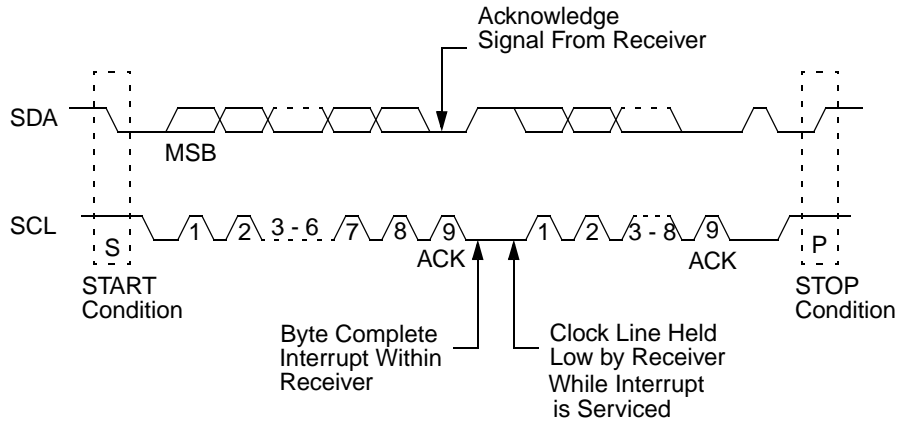 Acknowledge
Signal From Receiver
SDA
MSB
SCL
S
1
2
3 - 6
7
8
9
1
2
3 - 8
9
P
ACK
ACK
START
Condition
STOP
Condition
Byte Complete
Interrupt Within
Receiver
Clock Line Held
Low by Receiver
While Interrupt
is Serviced